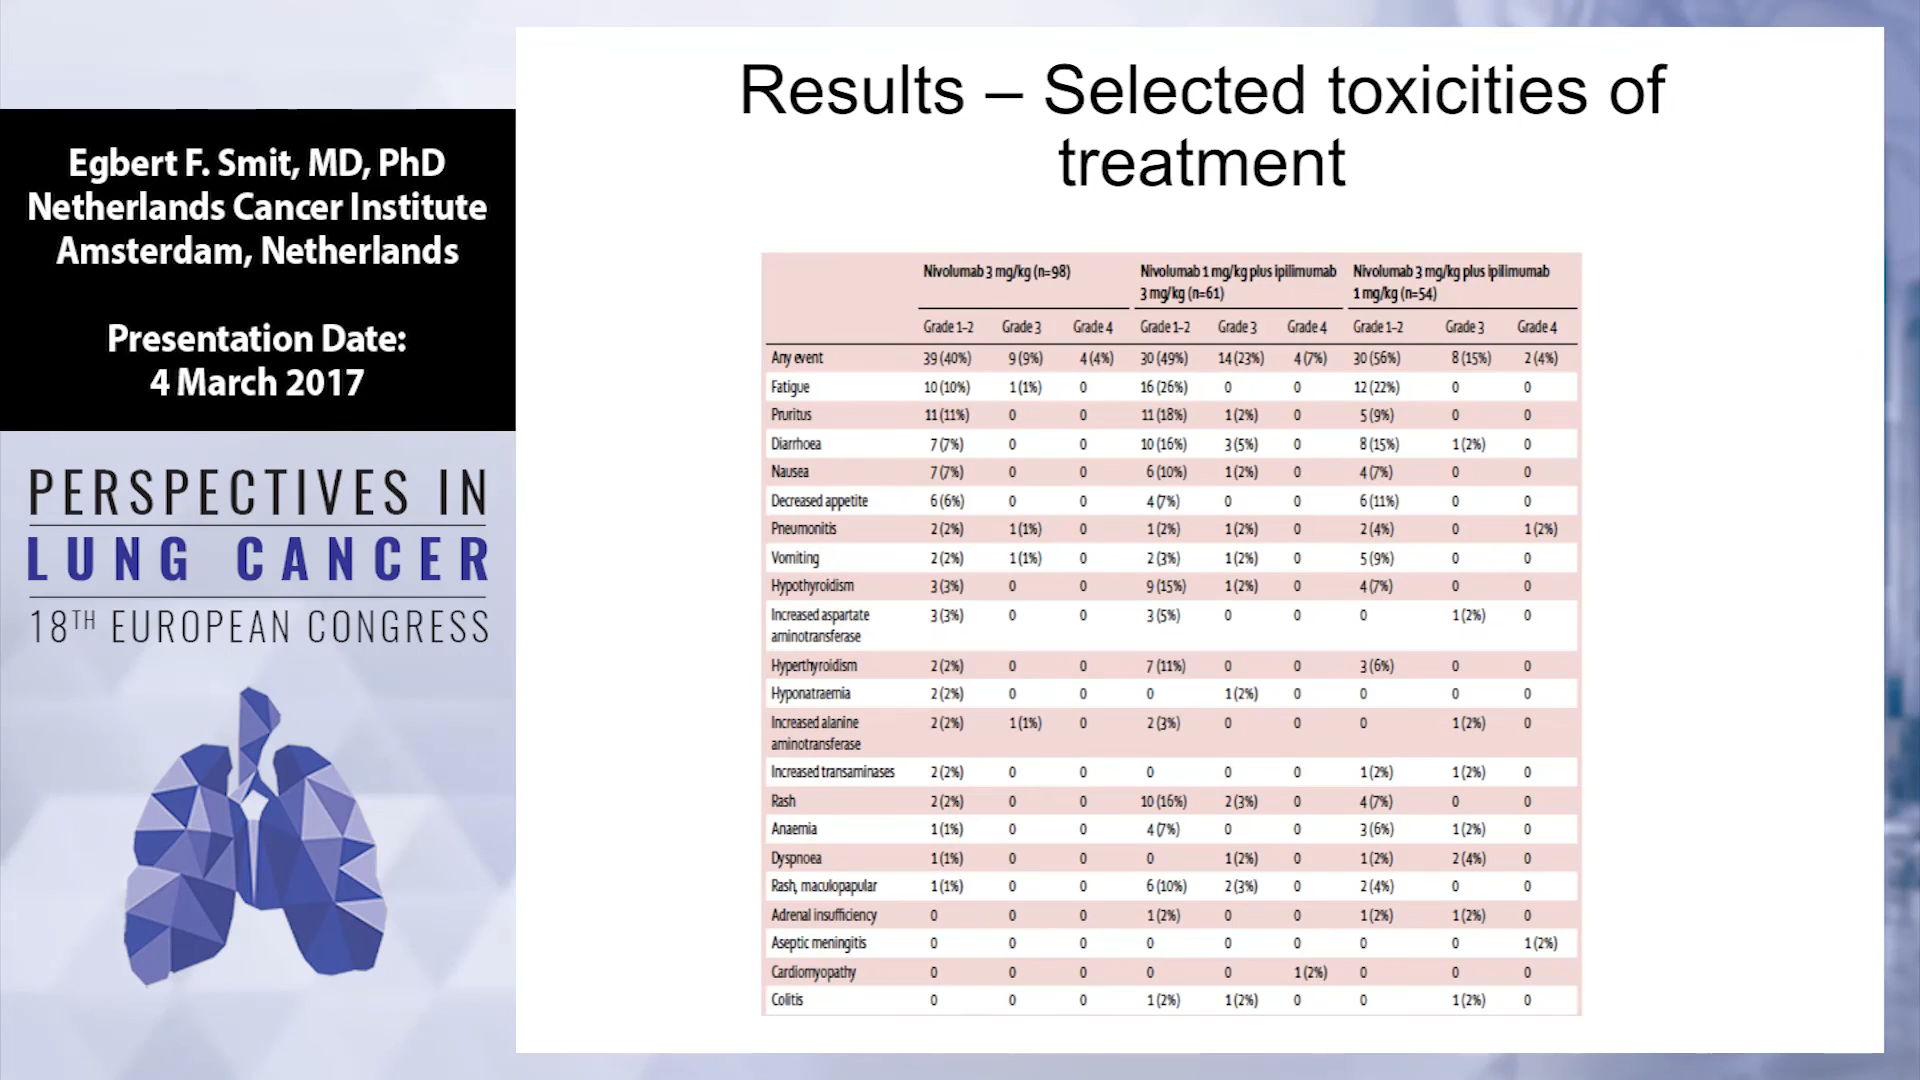 Egbert F. Smit, MD, PhD
Netherlands Cancer Institute
Amsterdam, Netherlands
Presentation Date:
4 March 2017
PERSPECTIVES IN
LUNG CANCER
18TH EUROPEAN CONGRESS
Results – Selected toxicities of
treatment
Nivolumab 3 mg/kg (n=98) Nivolumab 1 mg/kg plus ipilimumab Nivolumab 3 mg/kg plus ipilimumab
3 mg/kg (n=61) 1 mg/kg (n=54)
Grade 1–2 Grade 3 Grade 4 Grade 1–2 Grade 3 Grade 4 Grade 1–2 Grade 3 Grade 4
Any event 39 (40%) 9 (9%) 4 (4%) 30 (49%) 14 (23%) 4 (7%) 30 (56%) 8 (15%) 2 (4%)
Fatigue 10 (10%) 1 (1%) 0 16 (26%) 0 0 12 (22%) 0 0
Pruritus 11 (11%) 0 0 11 (18%) 1 (2%) 0 5 (9%) 0 0
Diarrhoea 7 (7%) 0 0 10 (16%) 3 (5%) 0 8 (15%) 1 (2%) 0
Nausea 7 (7%) 0 0 6 (10%) 1 (2%) 0 4 (7%) 0 0
Decreased appetite 6 (6%) 0 0 4 (7%) 0 0 6 (11%) 0 0
Pneumonitis 2 (2%) 1 (1%) 0 1 (2%) 1 (2%) 0 2 (4%) 0 1 (2%)
Vomiting 2 (2%) 1 (1%) 0 2 (3%) 1 (2%) 0 5 (9%) 0 0
Hypothyroidism 3 (3%) 0 0 9 (15%) 1 (2%) 0 4 (7%) 0 0
Increased aspartate 3 (3%) 0 0 3 (5%) 0 0 0 1 (2%) 0
aminotransferase
Hyperthyroidism 2 (2%) 0 0 7 (11%) 0 0 3 (6%) 0 0
Hyponatraemia 2 (2%) 0 0 0 1 (2%) 0 0 0 0
Increased alanine 2 (2%) 1 (1%) 0 2 (3%) 0 0 0 1 (2%) 0
aminotransferase
Increased transaminases 2 (2%) 0 0 0 0 0 1 (2%) 1 (2%) 0
Rash 2 (2%) 0 0 10 (16%) 2 (3%) 0 4 (7%) 0 0
Anaemia 1 (1%) 0 0 4 (7%) 0 0 3 (6%) 1 (2%) 0
Dyspnoea 1 (1%) 0 0 0 1 (2%) 0 1 (2%) 2 (4%) 0
Rash, maculopapular 1 (1%) 0 0 6 (10%) 2 (3%) 0 2 (4%) 0 0
Adrenal insufficiency 0 0 0 1 (2%) 0 0 1 (2%) 1 (2%) 0
Aseptic meningitis 0 0 0 0 0 0 0 0 1 (2%)
Cardiomyopathy 0 0 0 0 0 1 (2%) 0 0 0
Colitis 0 0 0 1 (2%) 1 (2%) 0 0 1 (2%) 0